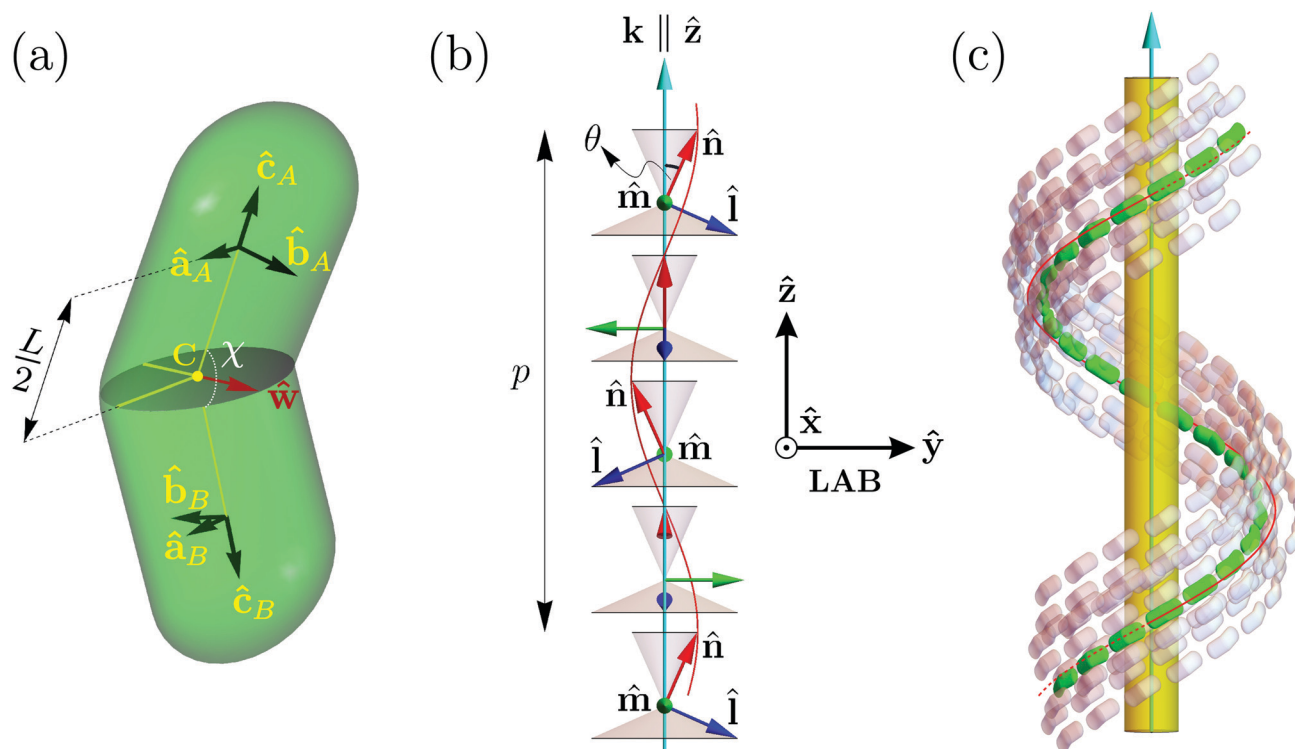 (a)
ĉ_A
â_A
b̂_A
L/2
C
χ
ŵ
b̂_B
â_B
ĉ_B
(b)
k ∥ ẑ
θ
n̂
m̂
l̂
p
n̂
l̂
m̂
n̂
m̂
l̂
ẑ
x̂
ŷ
LAB
(c)